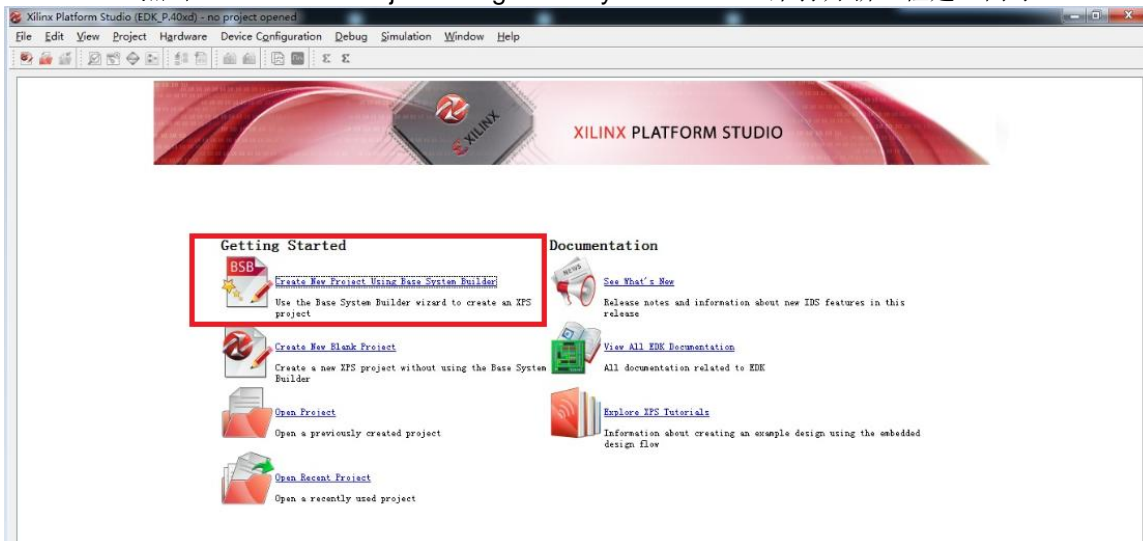 Xilinx Platform Studio (EDK_P.40xd) - no project opened
File Edit View Project Hardware Device Configuration Debug Simulation Window Help
Σ Σ
XILINX
XILINX PLATFORM STUDIO
Getting Started
BSB
Create New Project Using Base System Builder
Use the Base System Builder wizard to create an XPS
project
Create New Blank Project
Create a new XPS project without using the Base System
Builder
Open Project
Open a previously created project
Open Recent Project
Open a recently used project
Documentation
NEWS
See What's New
Release notes and information about new IDS features in this
release
View All EDK Documentation
All documentation related to EDK
Explore XPS Tutorials
Information about creating an example design using the embedded
design flow